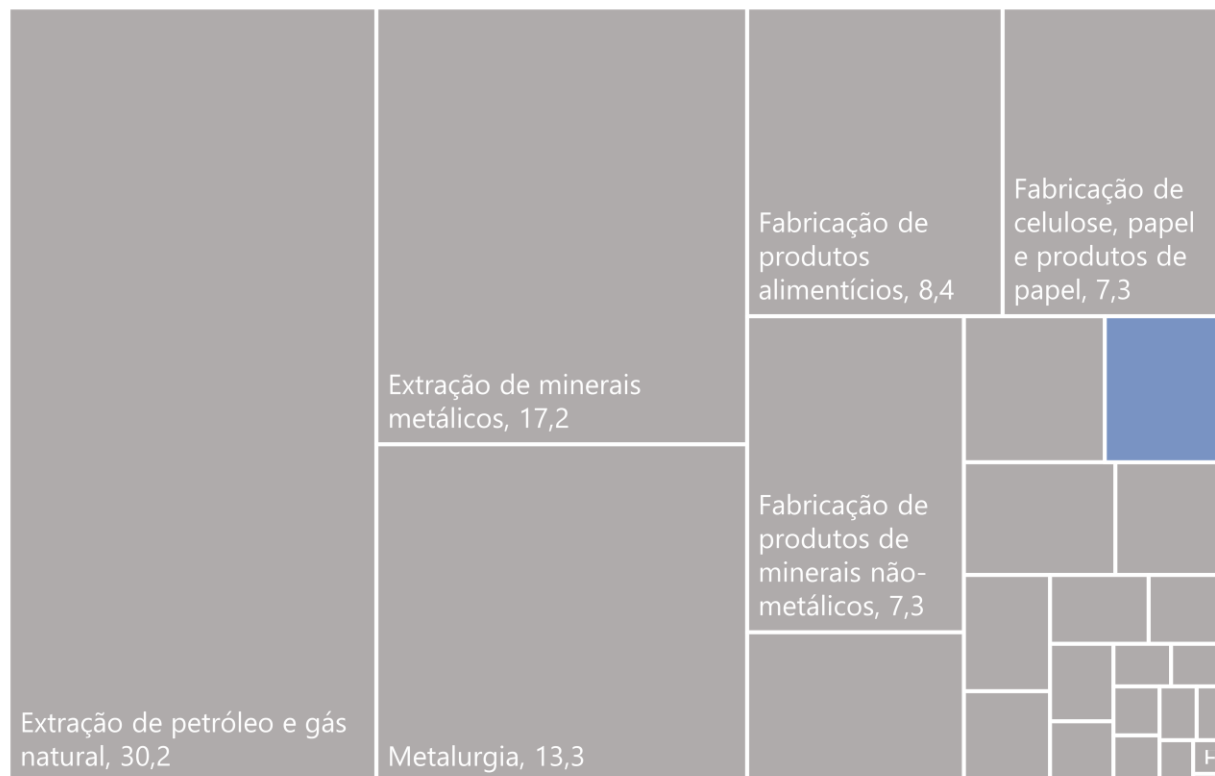 Extração de petróleo e gás
natural, 30,2
Extração de minerais
metálicos, 17,2
Metalurgia, 13,3
Fabricação de
produtos
alimentícios, 8,4
Fabricação de
celulose, papel
e produtos de
papel, 7,3
Fabricação de
produtos de
minerais não-
metálicos, 7,3